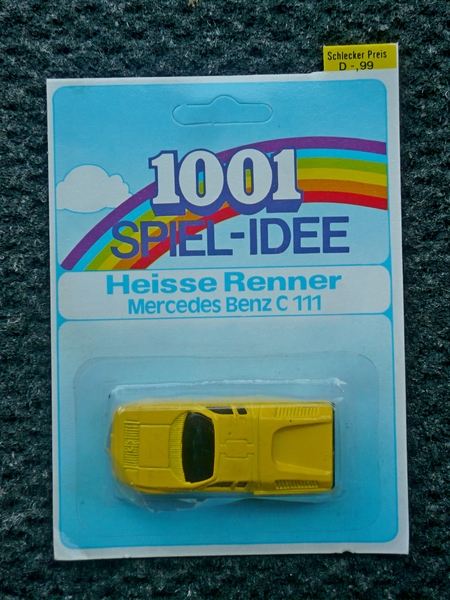 Schlecker Preis
D -,99
1001
SPIEL-IDEE
Heisse Renner
Mercedes Benz C 111